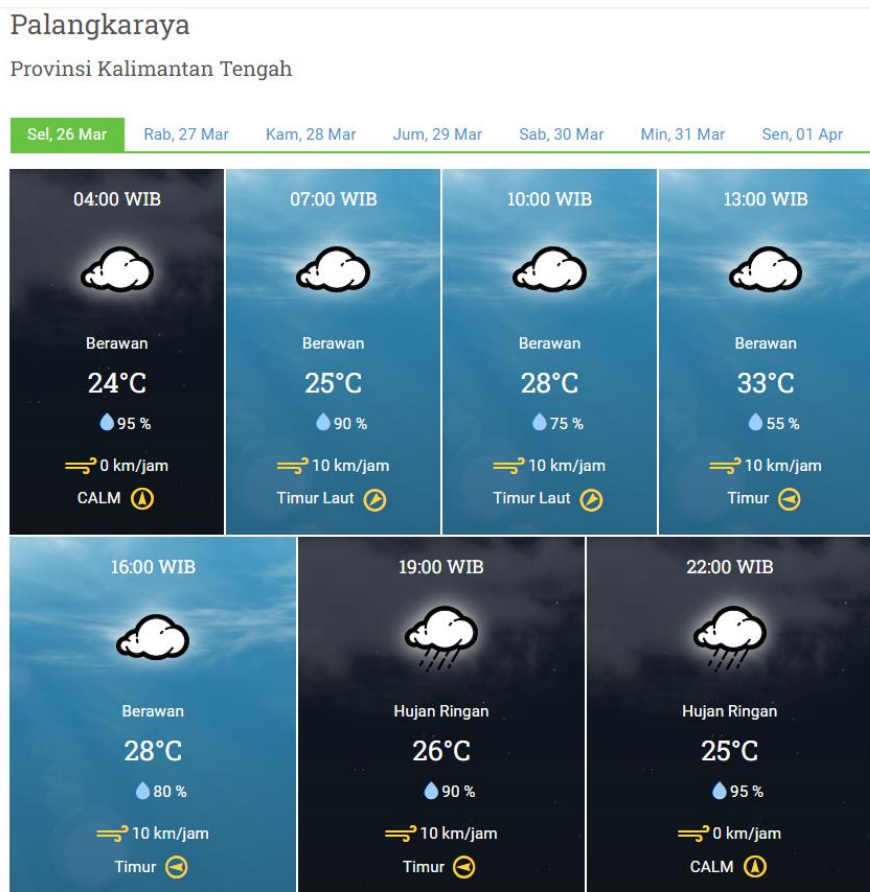 Palangkaraya
Provinsi Kalimantan Tengah
Sel, 26 Mar Rab, 27 Mar Kam, 28 Mar Jum, 29 Mar Sab, 30 Mar Min, 31 Mar Sen, 01 Apr
04:00 WIB
Berawan
24°C
95 %
0 km/jam
CALM
07:00 WIB
Berawan
25°C
90 %
10 km/jam
Timur Laut
10:00 WIB
Berawan
28°C
75 %
10 km/jam
Timur Laut
13:00 WIB
Berawan
33°C
55 %
10 km/jam
Timur
16:00 WIB
Berawan
28°C
80 %
10 km/jam
Timur
19:00 WIB
Hujan Ringan
26°C
90 %
10 km/jam
Timur
22:00 WIB
Hujan Ringan
25°C
95 %
0 km/jam
CALM